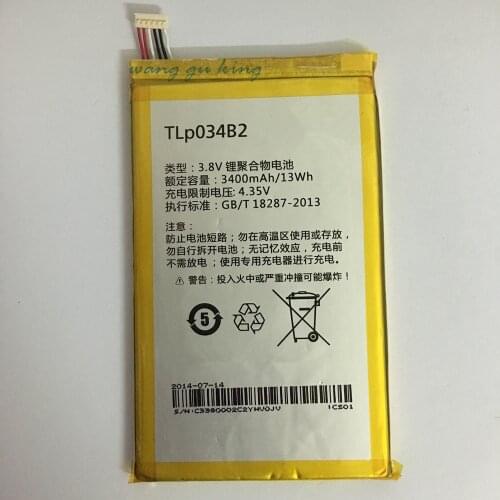 wang gu king
TLp034B2
类型：3.8V 锂聚合物电池
额定容量：3400mAh/13Wh
充电限制电压：4.35V
执行标准：GB/T 18287-2013
注意：
防止电池短路；勿在高温区使用或存放，
勿自行拆开电池；无记忆效应，充电前
不需放电；使用专用充电器进行充电。
警告：投入火中或严重冲撞可能爆炸！
5
2014-07-14
S/N:C3390002C2YHV0JV
1CS01